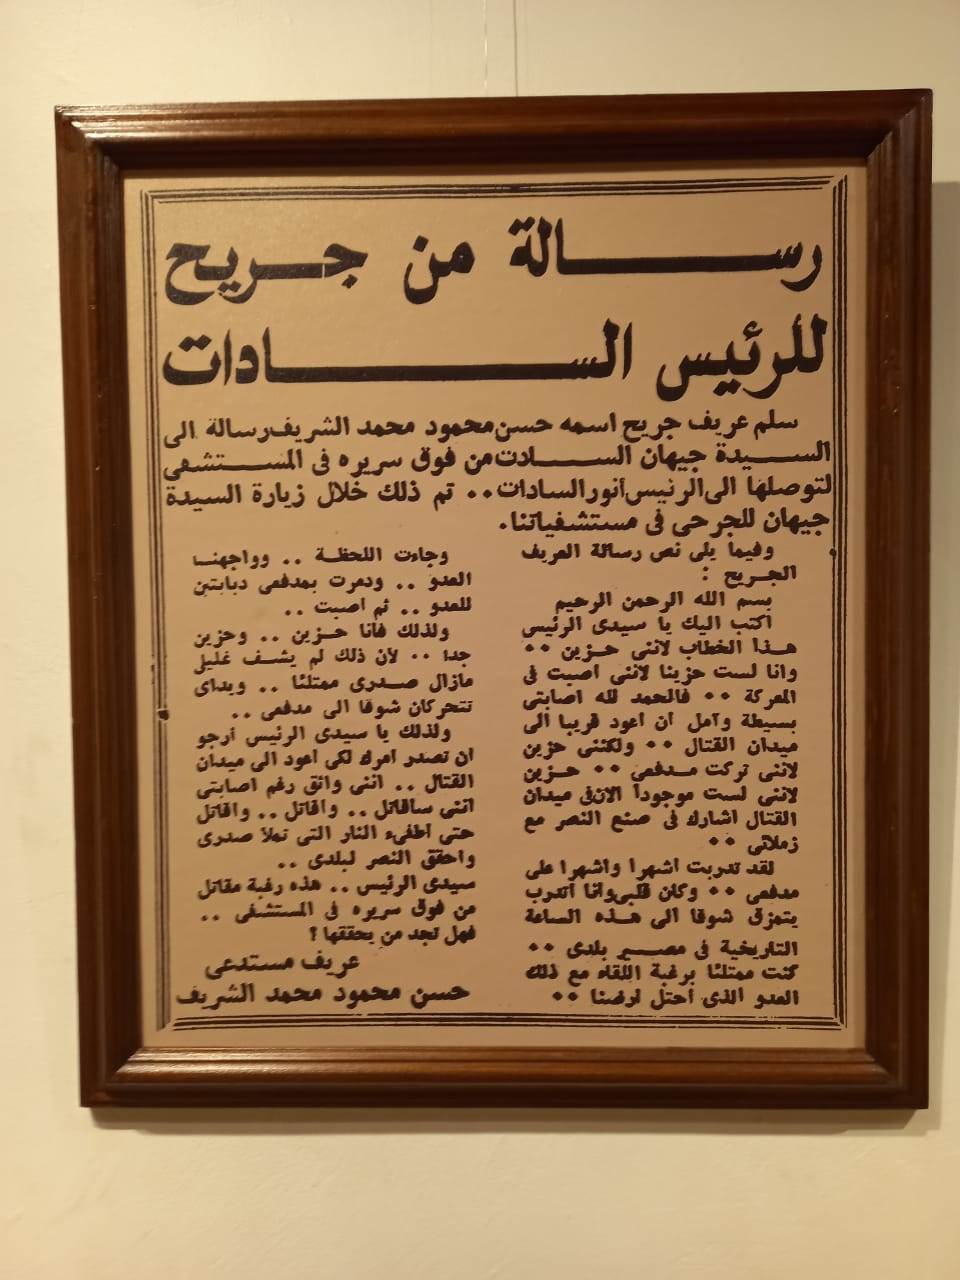 رسالة من جريح
للرئيس السادات
سلم عريف جريح اسمه حسن محمود محمد الشريف رسالة الى
السيدة جيهان السادت من فوق سريره فى المستشفى
لتوصلها الى الرئيس أنور السادات .. تم ذلك خلال زيارة السيدة
جيهان للجرحى فى مستشفياتنا .
وفيما يلى نص رسالة العريف
الجريح :
بسم الله الرحمن الرحيم
اكتب اليك يا سيدى الرئيس
هذا الخطاب لاننى حزين ..
وانا لست حزينا لاننى اصبت فى
المعركة .. فالحمد لله اصابتى
بسيطة وآمل ان اعود قريبا الى
ميدان القتال .. ولكننى حزين
لاننى تركت مدفعى .. حزين
لاننى لست موجودا الان فى ميدان
القتال اشارك فى صنع النصر مع
زملائى ..
لقد تدربت اشهرا واشهرا على
مدفعى .. وكان قلبى وانا اتدرب
يتمزق شوقا الى هذه الساعة
التاريخية فى مصير بلدى ..
كنت ممتلئا برغبة اللقاء مع ذلك
العدو الذى احتل ارضنا ..
وجاءت اللحظة .. وواجهنا
العدو .. ودمرت بمدفعى دبابتين
للعدو .. ثم اصبت ..
ولذلك فانا حزين .. وحزين
جدا .. لأن ذلك لم يشف غليلى
مازال صدرى ممتلئا .. ويداى
تتحركان شوقا الى مدفعى ..
ولذلك يا سيدى الرئيس أرجو
ان تصدر امرك لكى اعود الى ميدان
القتال .. اننى واثق رغم اصابتى
اننى ساقاتل .. واقاتل .. واقاتل
حتى اطفىء النار التى تملأ صدرى
واحقق النصر لبلدى ..
سيدى الرئيس .. هذه رغبة مقاتل
من فوق سريره فى المستشفى ..
فهل تجد من يحققها ؟
عريف مستدعى
حسن محمود محمد الشريف